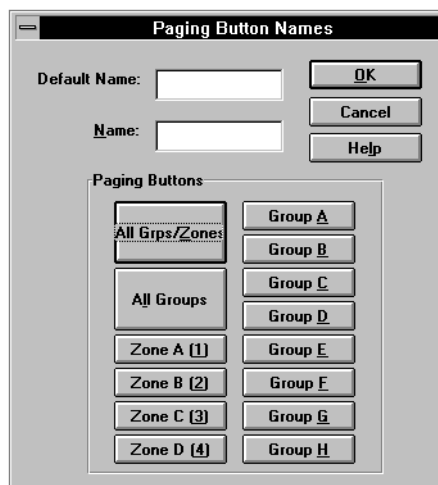 Paging Button Names
Default Name:
OK
Cancel
Name:
Help
Paging Buttons
All Grps/Zones
Group A
Group B
All Groups
Group C
Group D
Zone A (1)
Group E
Zone B (2)
Group F
Zone C (3)
Group G
Zone D (4)
Group H